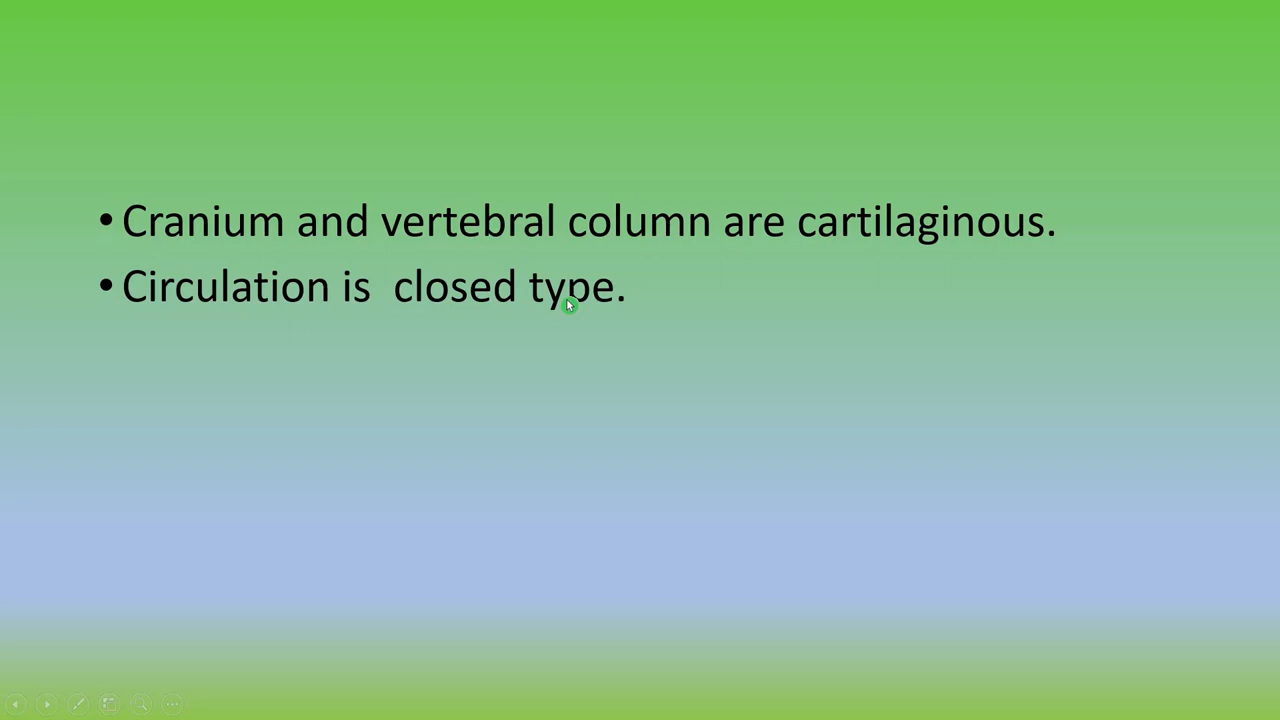 • Cranium and vertebral column are cartilaginous.
• Circulation is  closed type.